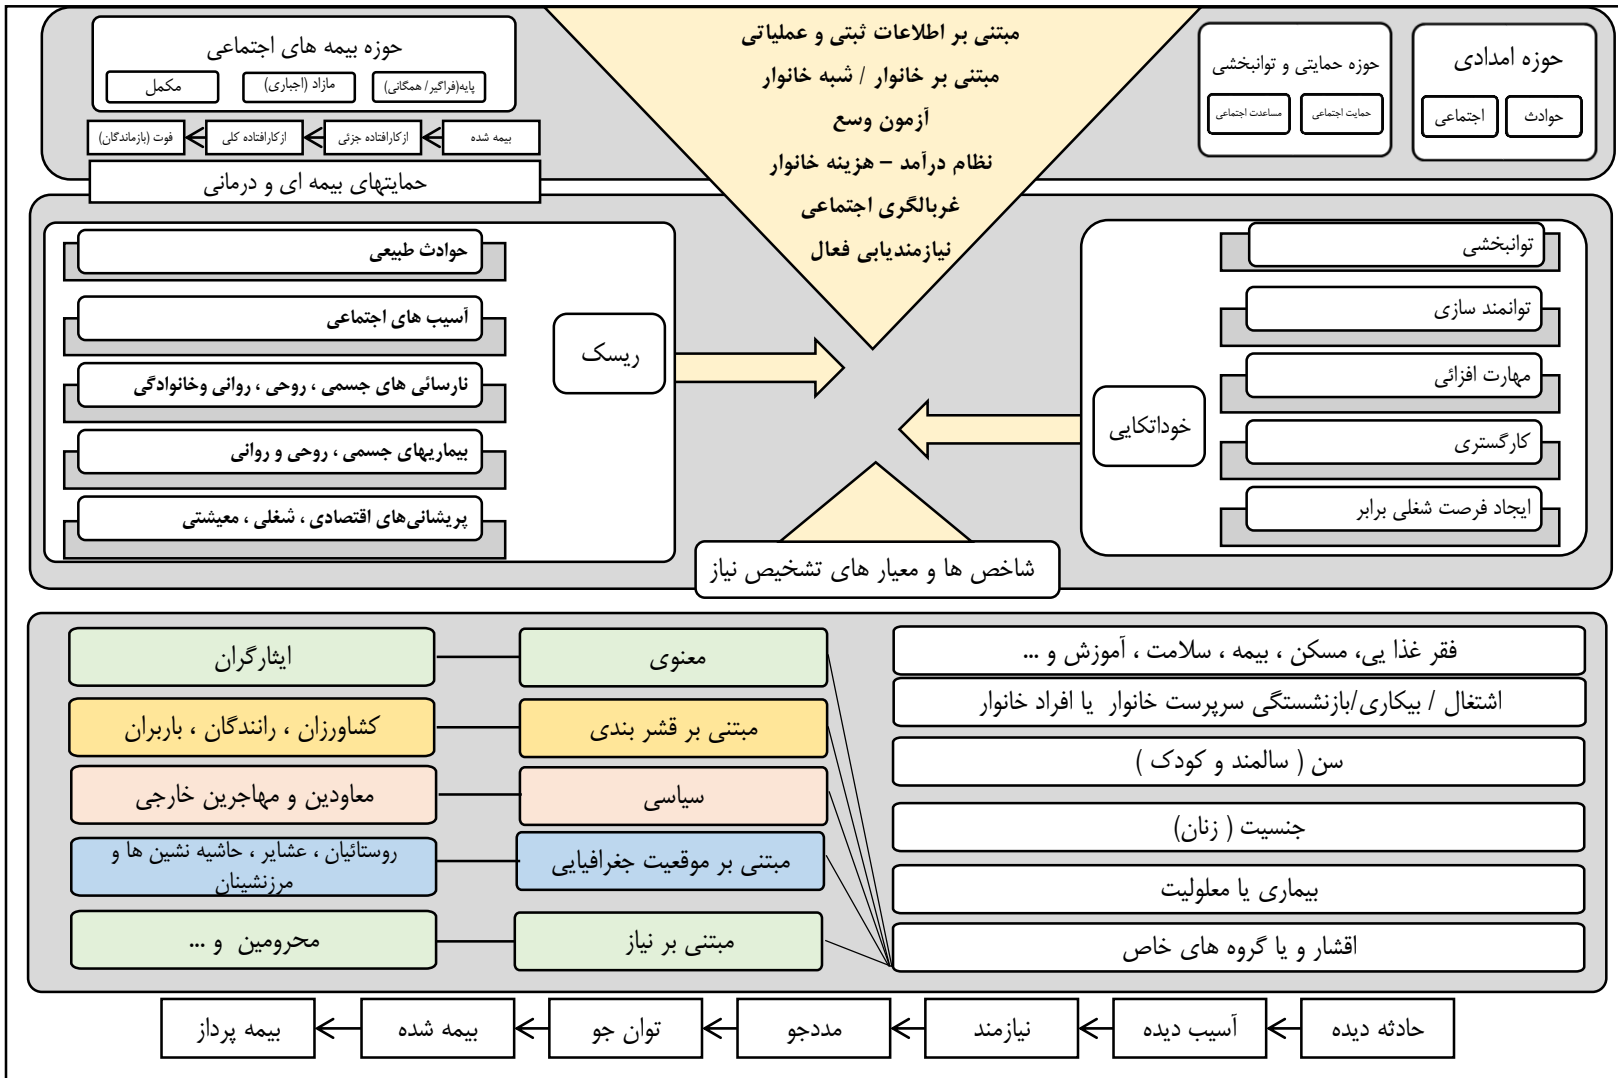 حوزه امدادی
حوادث
اجتماعی
حوزه حمایتی و توانبخشی
حمایت اجتماعی
مساعدت اجتماعی
مبتنی بر اطلاعات ثبتی و عملیاتی
مبتنی بر خانوار / شبه خانوار
آزمون وسع
نظام درآمد – هزینه خانوار
غربالگری اجتماعی
نیازمندیابی فعال
حوزه بیمه های اجتماعی
پایه(فراگیر/ همگانی)
مازاد (اجباری)
مکمل
بیمه شده
ازکارافتاده جزئی
ازکارافتاده کلی
فوت (بازماندگان)
حمایتهای بیمه ای و درمانی
توانبخشی
توانمند سازی
مهارت افزائی
کارگستری
ایجاد فرصت شغلی برابر
خوداتکایی
ریسک
حوادث طبیعی
آسیب های اجتماعی
نارسائی های جسمی ، روحی ، روانی وخانوادگی
بیماریهای جسمی ، روحی و روانی
پریشانی‌های اقتصادی ، شغلی ، معیشتی
شاخص ها و معیار های تشخیص نیاز
فقر غذا یی، مسکن ، بیمه ، سلامت ، آموزش و ...
اشتغال / بیکاری/بازنشستگی سرپرست خانوار یا افراد خانوار
سن ( سالمند و کودک )
جنسیت ( زنان)
بیماری یا معلولیت
اقشار و یا گروه های خاص
معنوی
ایثارگران
مبتنی بر قشر بندی
کشاورزان ، رانندگان ، باربران
سیاسی
معاودین و مهاجرین خارجی
مبتنی بر موقعیت جغرافیایی
روستائیان ، عشایر ، حاشیه نشین ها و
مرزنشینان
مبتنی بر نیاز
محرومین و ...
حادثه دیده
آسیب دیده
نیازمند
مددجو
توان جو
بیمه شده
بیمه پرداز